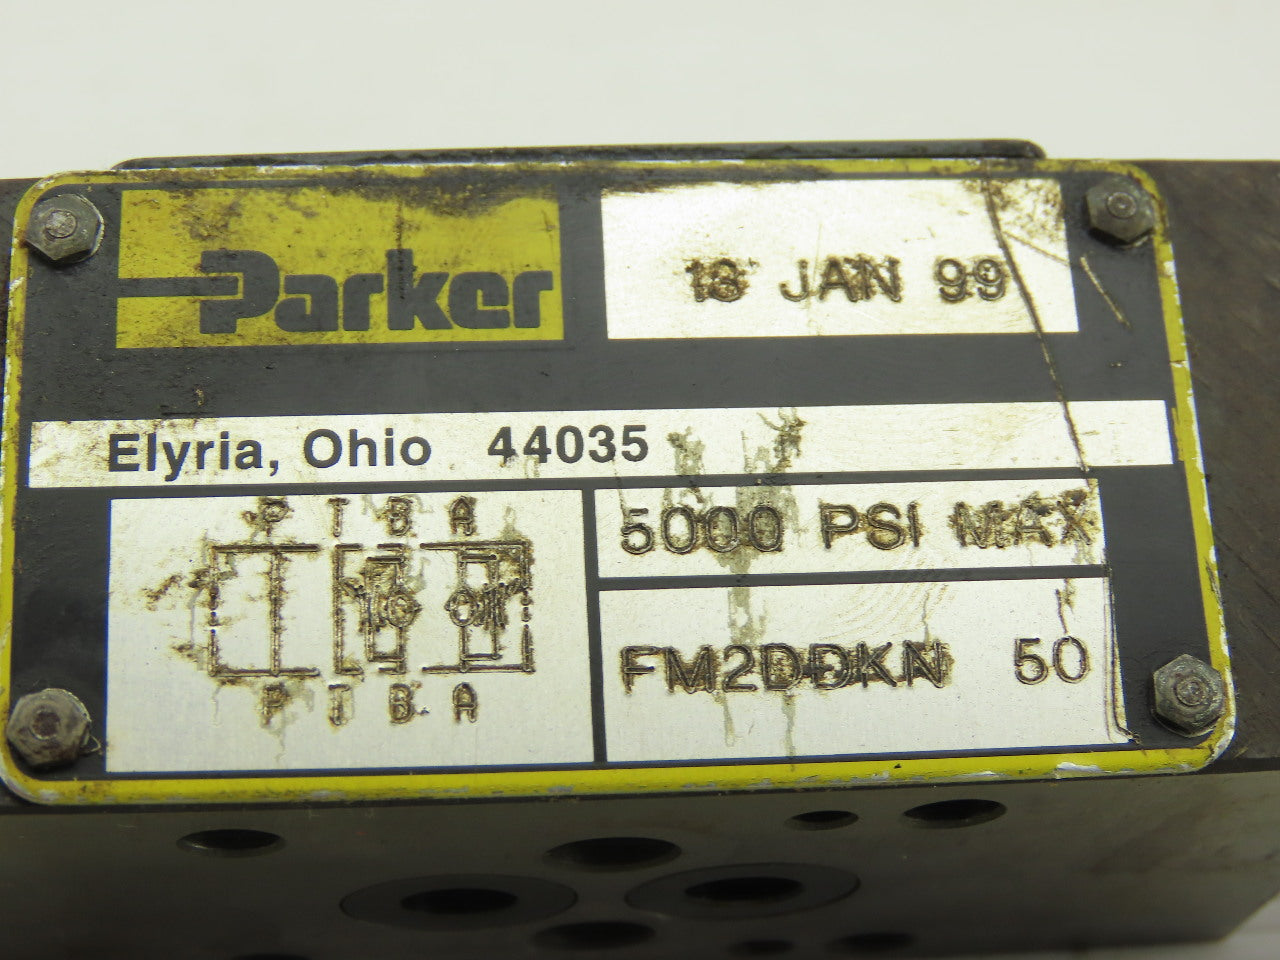 Parker
18 JAN 99
Elyria, Ohio 44035
P T B A
5000 PSI MAX
FM2DDKN 50
P T B A